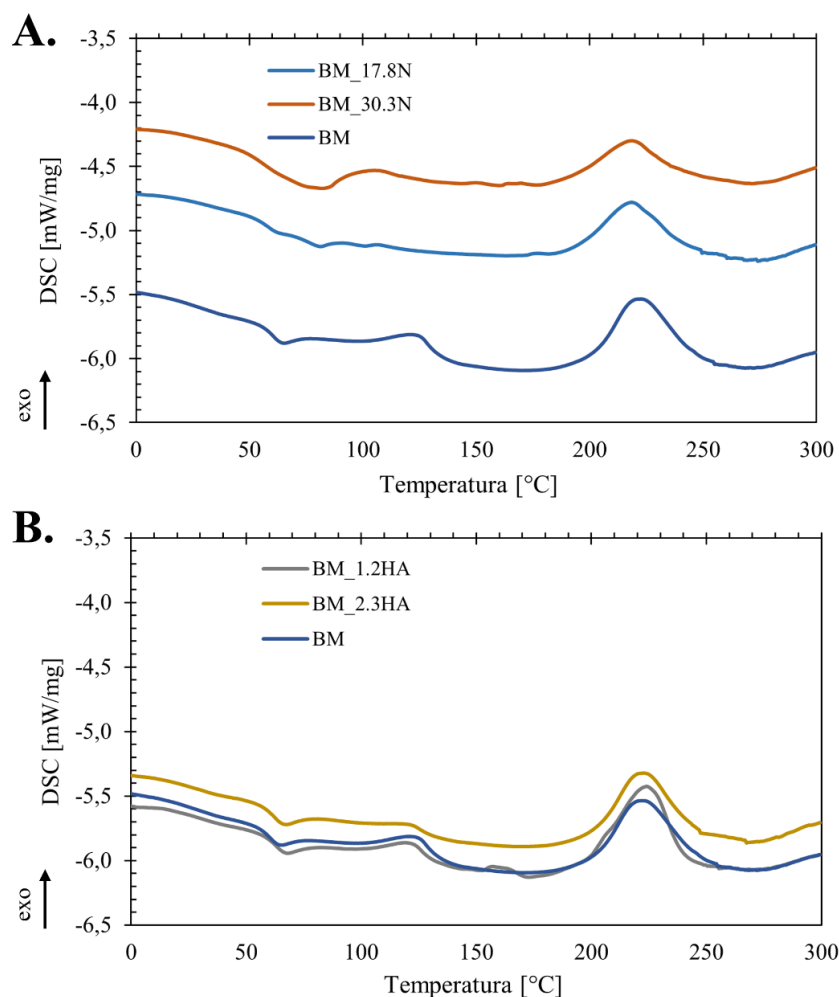 A.
-3,5
-4,0
-4,5
-5,0
-5,5
-6,0
-6,5
DSC [mW/mg]
exo
BM_17.8N
BM_30.3N
BM
0 50 100 150 200 250 300
Temperatura [°C]
B.
-3,5
-4,0
-4,5
-5,0
-5,5
-6,0
-6,5
DSC [mW/mg]
exo
BM_1.2HA
BM_2.3HA
BM
0 50 100 150 200 250 300
Temperatura [°C]